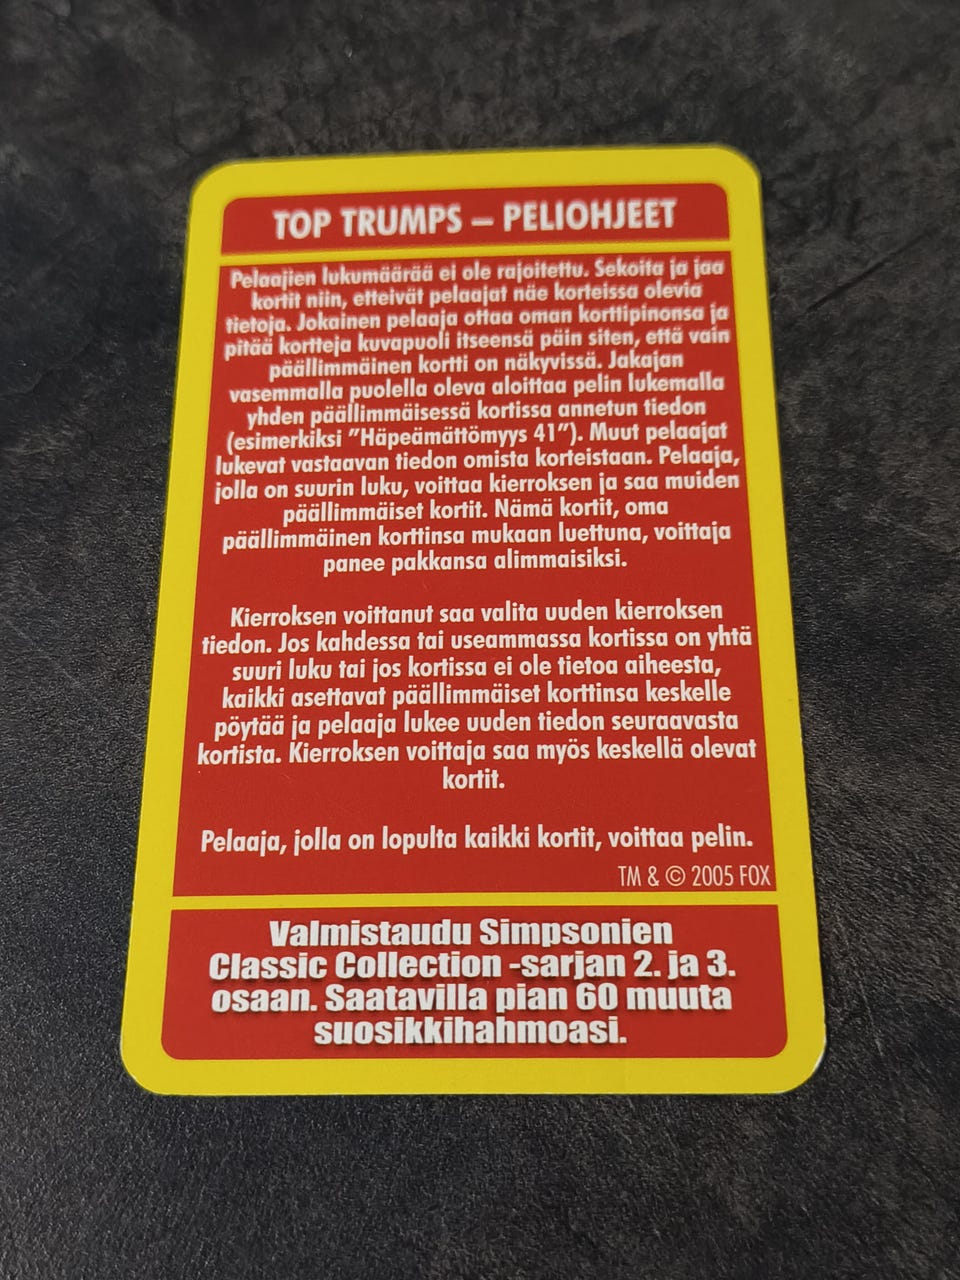 TOP TRUMPS – PELIOHJEET
Pelaajien lukumäärää ei ole rajoitettu. Sekoita ja jaa
kortit niin, etteivät pelaajat näe korteissa olevia
tietoja. Jokainen pelaaja ottaa oman korttipinonsa ja
pitää kortteja kuvapuoli itseensä päin siten, että vain
päällimmäinen kortti on näkyvissä. Jakajan
vasemmalla puolella oleva aloittaa pelin lukemalla
yhden päällimmäisessä kortissa annetun tiedon
(esimerkiksi ”Häpeämättömyys 41”). Muut pelaajat
lukevat vastaavan tiedon omista korteistaan. Pelaaja,
jolla on suurin luku, voittaa kierroksen ja saa muiden
päällimmäiset kortit. Nämä kortit, oma
päällimmäinen korttinsa mukaan luettuna, voittaja
panee pakkansa alimmaisiksi.
Kierroksen voittanut saa valita uuden kierroksen
tiedon. Jos kahdessa tai useammassa kortissa on yhtä
suuri luku tai jos kortissa ei ole tietoa aiheesta,
kaikki asettavat päällimmäiset korttinsa keskelle
pöytää ja pelaaja lukee uuden tiedon seuraavasta
kortista. Kierroksen voittaja saa myös keskellä olevat
kortit.
Pelaaja, jolla on lopulta kaikki kortit, voittaa pelin.
TM & © 2005 FOX
Valmistaudu Simpsonien
Classic Collection -sarjan 2. ja 3.
osaan. Saatavilla pian 60 muuta
suosikkihahmoasi.